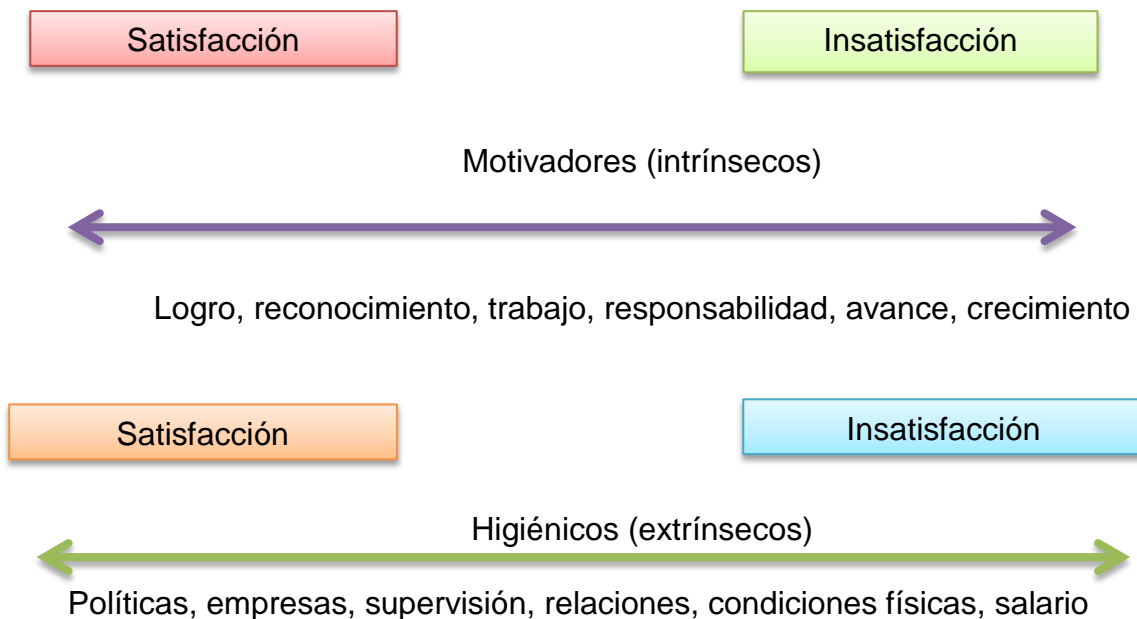 Satisfacción
Insatisfacción
Motivadores (intrínsecos)
Logro, reconocimiento, trabajo, responsabilidad, avance, crecimiento
Satisfacción
Insatisfacción
Higiénicos (extrínsecos)
Políticas, empresas, supervisión, relaciones, condiciones físicas, salario